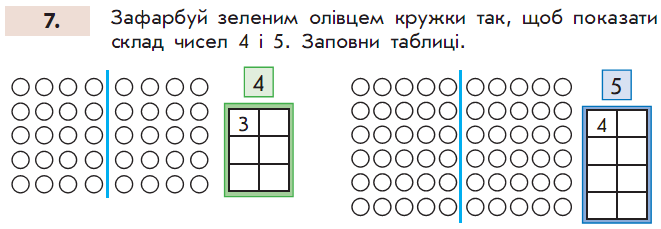 7. Зафарбуй зеленим олівцем кружки так, щоб показати
склад чисел 4 і 5. Заповни таблиці.
4
3
5
4